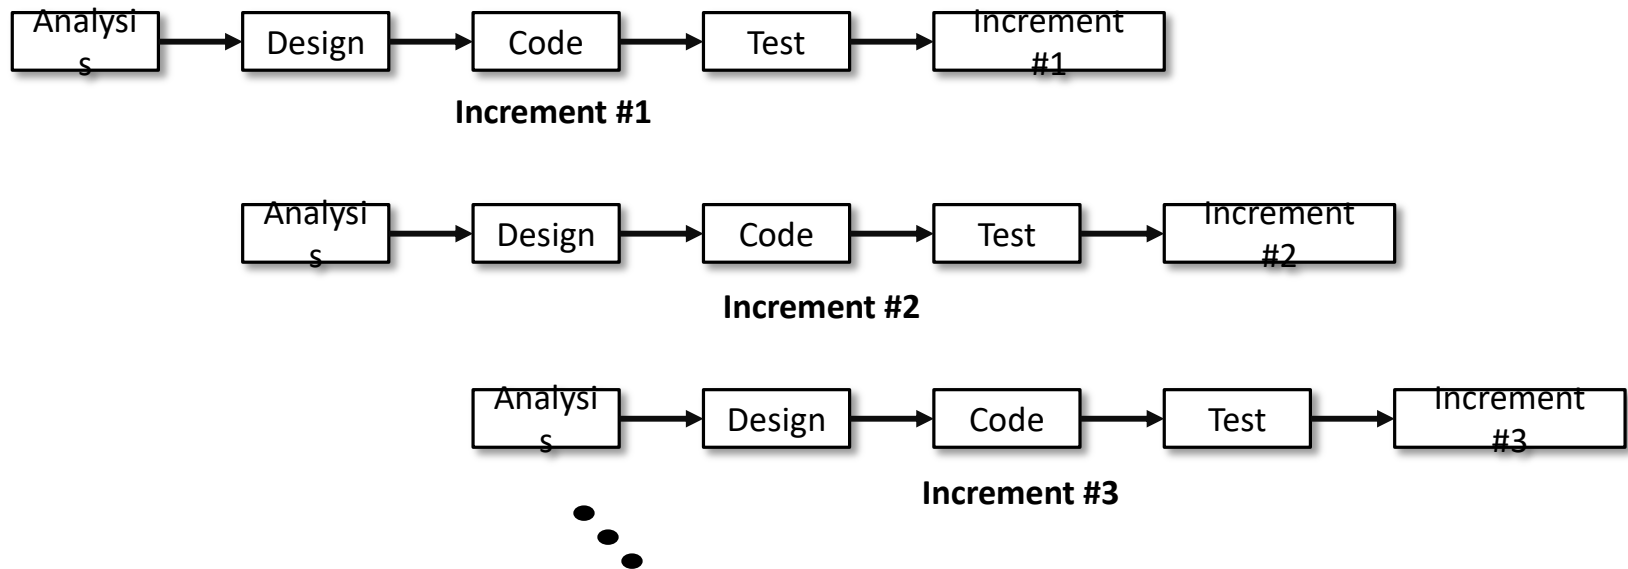 Analysi
s
Design
Code
Test
Increment
#1
Increment #1
Analysi
s
Design
Code
Test
Increment
#2
Increment #2
Analysi
s
Design
Code
Test
Increment
#3
Increment #3